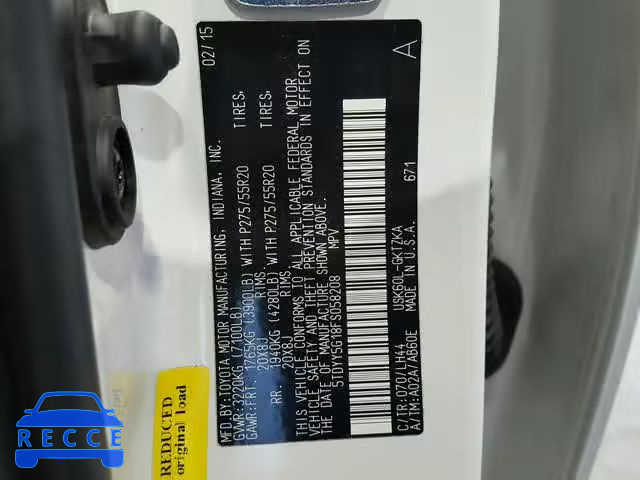 MFD.BY:TOYOTA MOTOR MANUFACTURING, INDIANA, INC. 02/15
GVWR:3220KG (7100LB)
GAWR:FRT. 1765KG (3900LB) WITH P275/55R20 TIRES,
20X8J RIMS,
RR 1940KG (4280LB) WITH P275/55R20 TIRES,
20X8J RIMS,
THIS VEHICLE CONFORMS TO ALL APPLICABLE FEDERAL MOTOR
VEHICLE SAFETY AND THEFT PREVENTION STANDARDS IN EFFECT ON
THE DATE OF MANUFACTURE SHOWN ABOVE.
5TDYY5G18FS058208 MPV
A
C/TR:070/LH44
A/TM:A02A/AB60E
USK60L-GKTZKA
MADE IN U.S.A.
671
REDUCED
original load
RECCE